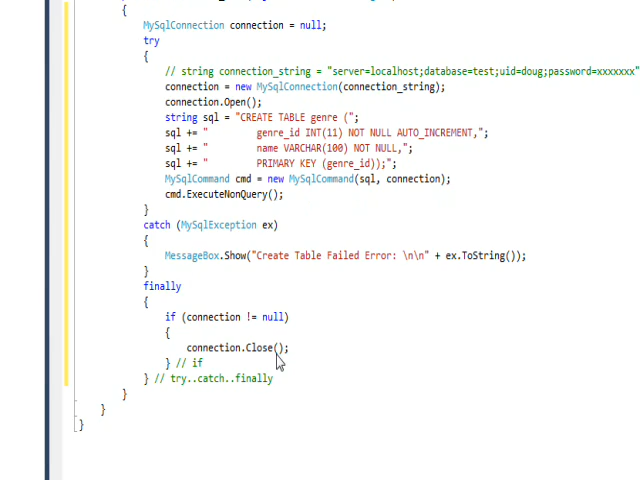 {
MySqlConnection connection = null;
try
{
// string connection_string = "server=localhost;database=test;uid=doug;password=xxxxxxx"
connection = new MySqlConnection(connection_string);
connection.Open();
string sql = "CREATE TABLE genre (";
sql += "         genre_id INT(11) NOT NULL AUTO_INCREMENT,";
sql += "         name VARCHAR(100) NOT NULL,";
sql += "         PRIMARY KEY (genre_id));";
MySqlCommand cmd = new MySqlCommand(sql, connection);
cmd.ExecuteNonQuery();
}
catch (MySqlException ex)
{
MessageBox.Show("Create Table Failed Error: \n\n" + ex.ToString());
}
finally
{
if (connection != null)
{
connection.Close();
} // if
} // try..catch..finally
}
}
}